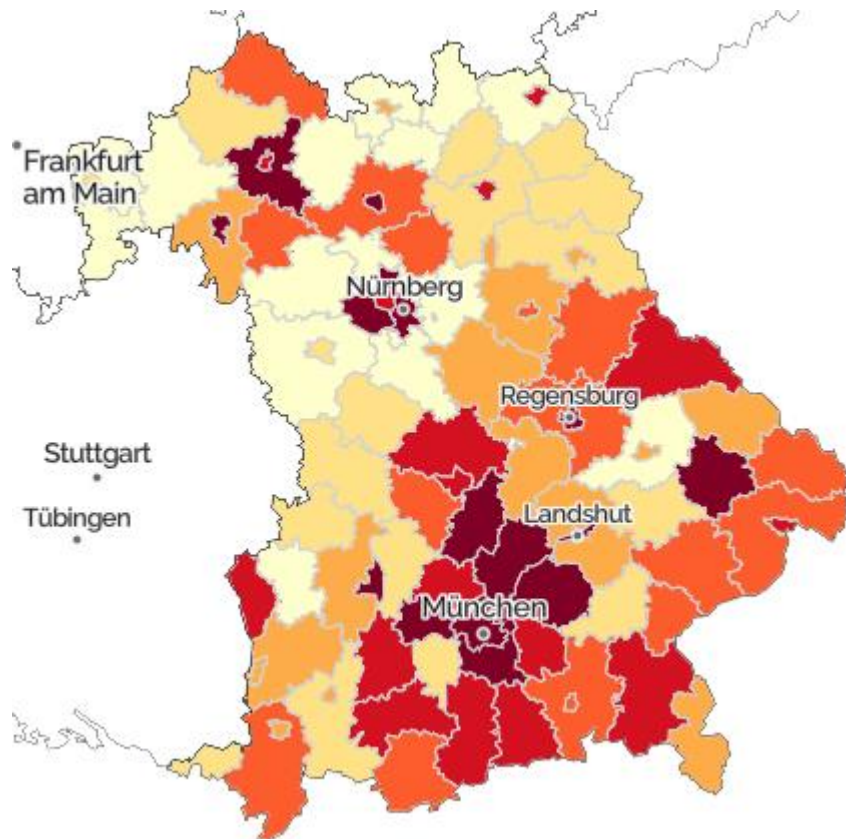 Frankfurt
am Main
Nürnberg
Regensburg
Stuttgart
Tübingen
Landshut
München